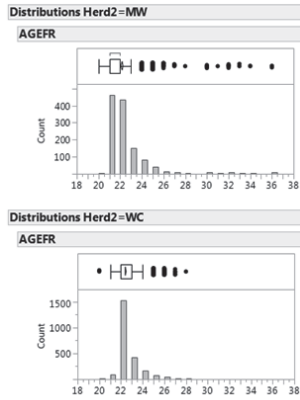 Distributions Herd2=MW
AGEFR
Count
400
300
200
100
18 20 22 24 26 28 30 32 34 36 38
Distributions Herd2=WC
AGEFR
Count
1500
1000
500
18 20 22 24 26 28 30 32 34 36 38